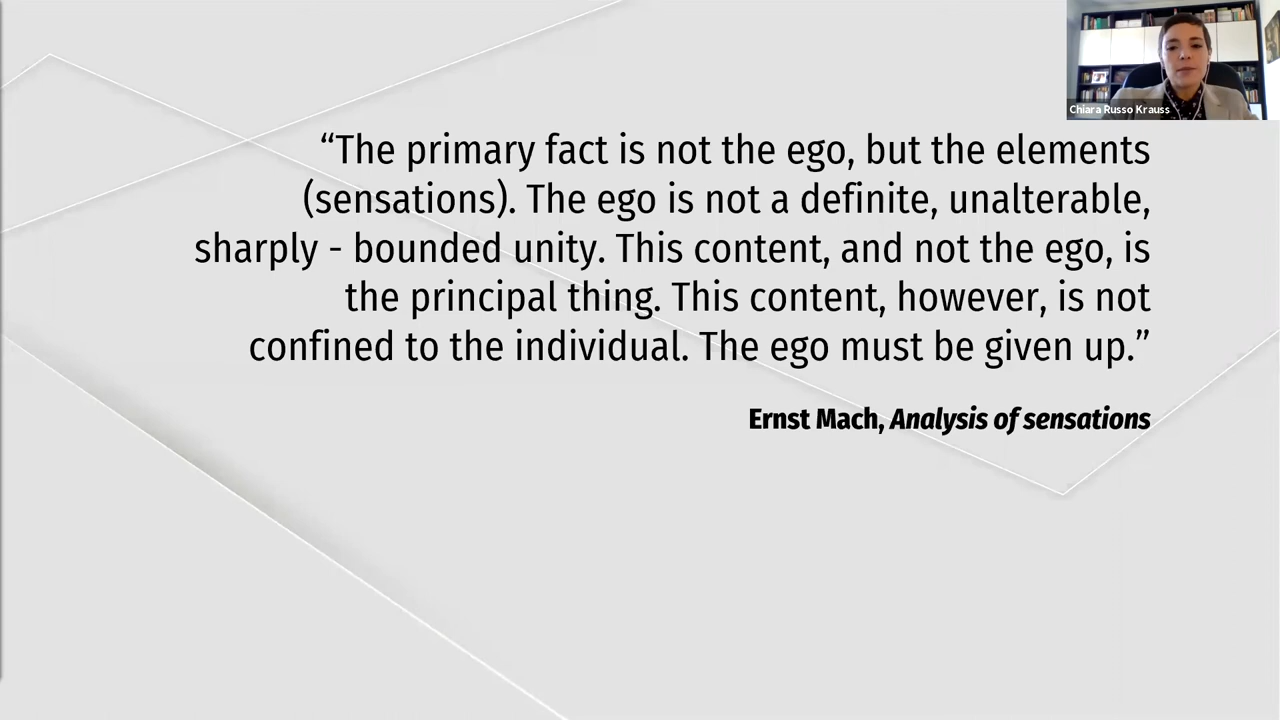 Chiara Russo Krauss
“The primary fact is not the ego, but the elements
(sensations). The ego is not a definite, unalterable,
sharply - bounded unity. This content, and not the ego, is
the principal thing. This content, however, is not
confined to the individual. The ego must be given up.”
Ernst Mach, Analysis of sensations